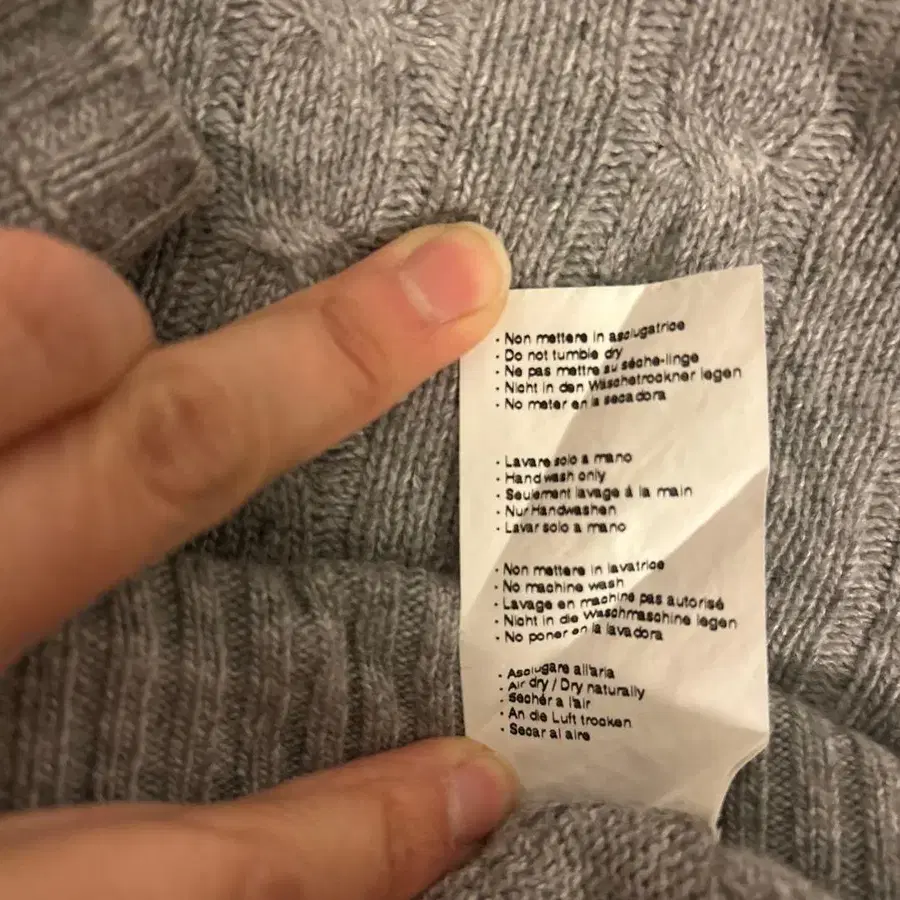 · Non mettere in asciugatrice
· Do not tumble dry
· Ne pas mettre au séche-linge
· Nicht in den Wäschetrockner legen
· No meter en la secadora
· Lavare solo a mano
· Hand wash only
· Seulement lavage á la main
· Nur Handwashen
· Lavar solo a mano
· Non mettere in lavatrice
· No machine wash
· Lavage en machine pas autorisé
· Nicht in die Waschmaschine legen
· No poner en la lavadora
· Asciugare all'aria
· Air dry / Dry naturally
· Secher a l'air
· An die Luft trocken
· Secar al aire